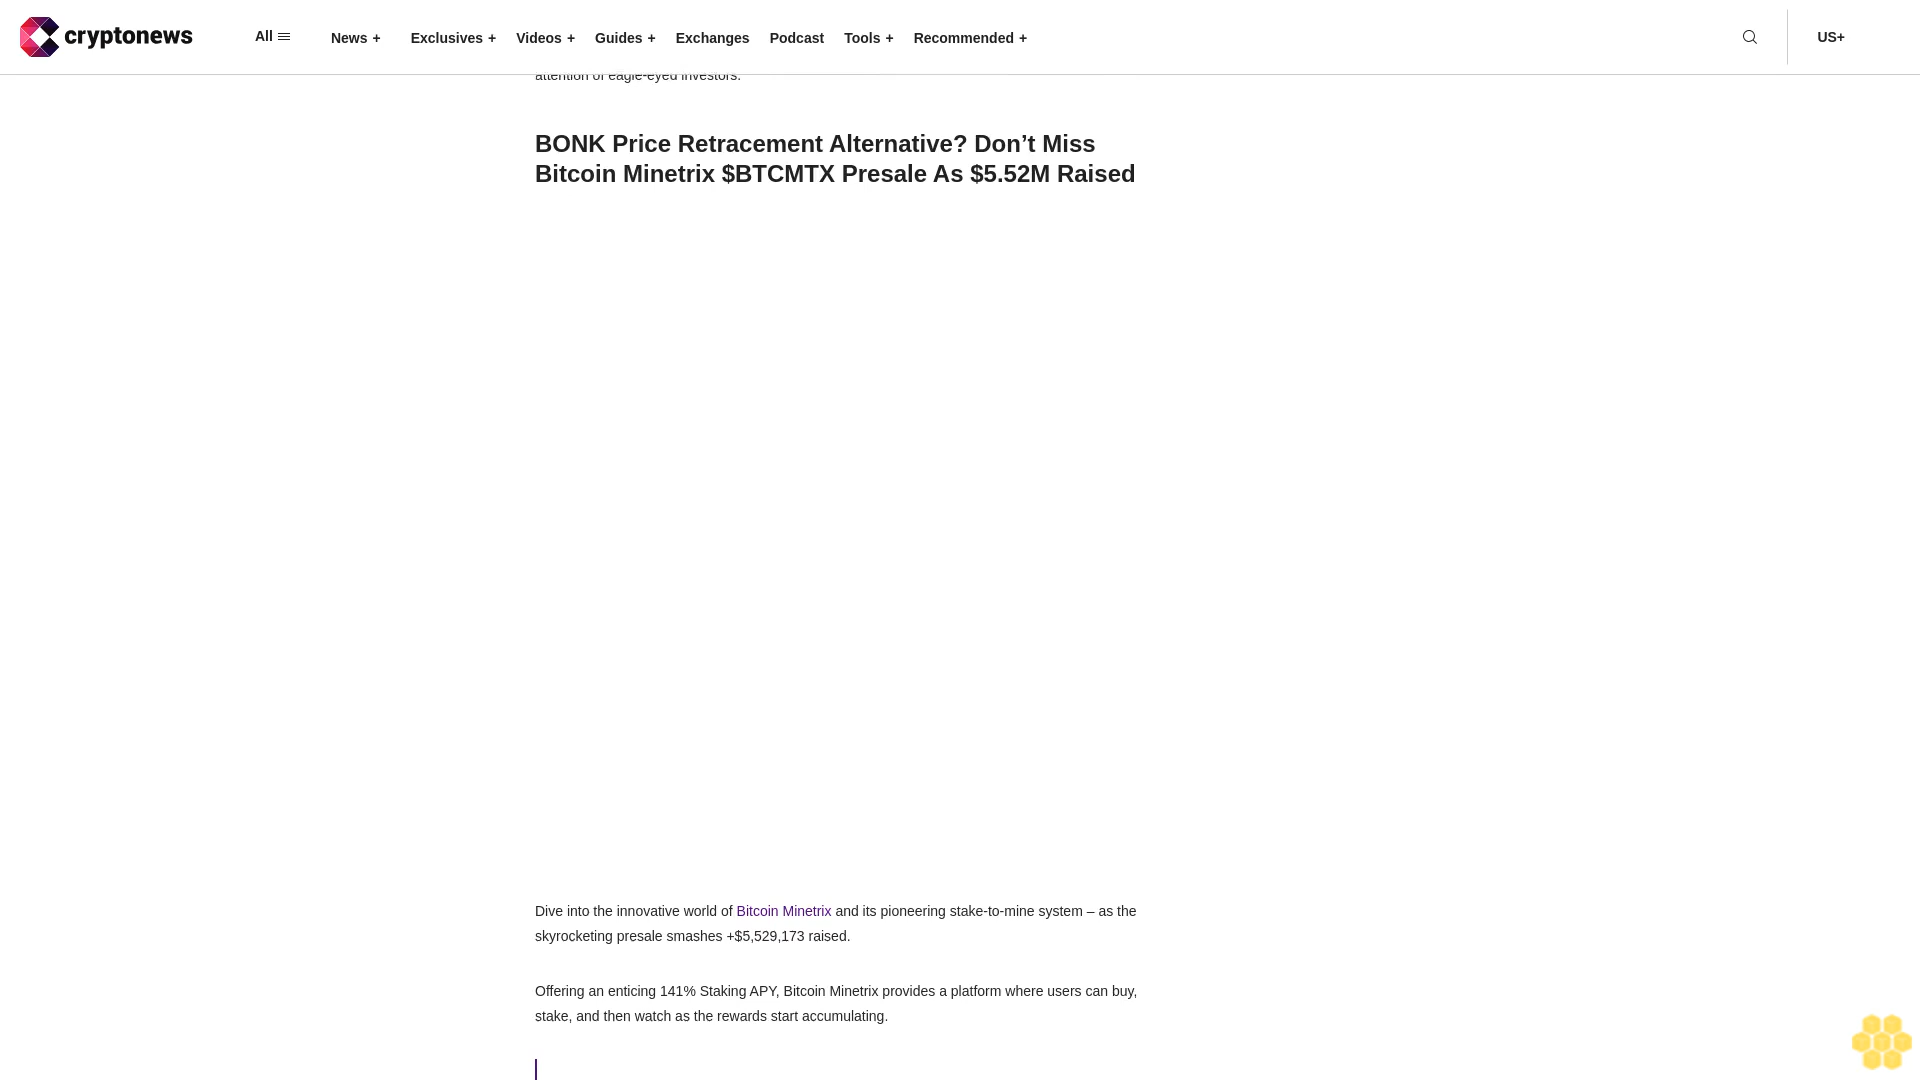 cryptonews
All
News +
Exclusives +
Videos +
Guides +
Exchanges
Podcast
Tools +
Recommended +
US+
attention of eagle-eyed investors.
BONK Price Retracement Alternative? Don’t Miss
Bitcoin Minetrix $BTCMTX Presale As $5.52M Raised
Dive into the innovative world of Bitcoin Minetrix and its pioneering stake-to-mine system – as the
skyrocketing presale smashes +$5,529,173 raised.
Offering an enticing 141% Staking APY, Bitcoin Minetrix provides a platform where users can buy,
stake, and then watch as the rewards start accumulating.